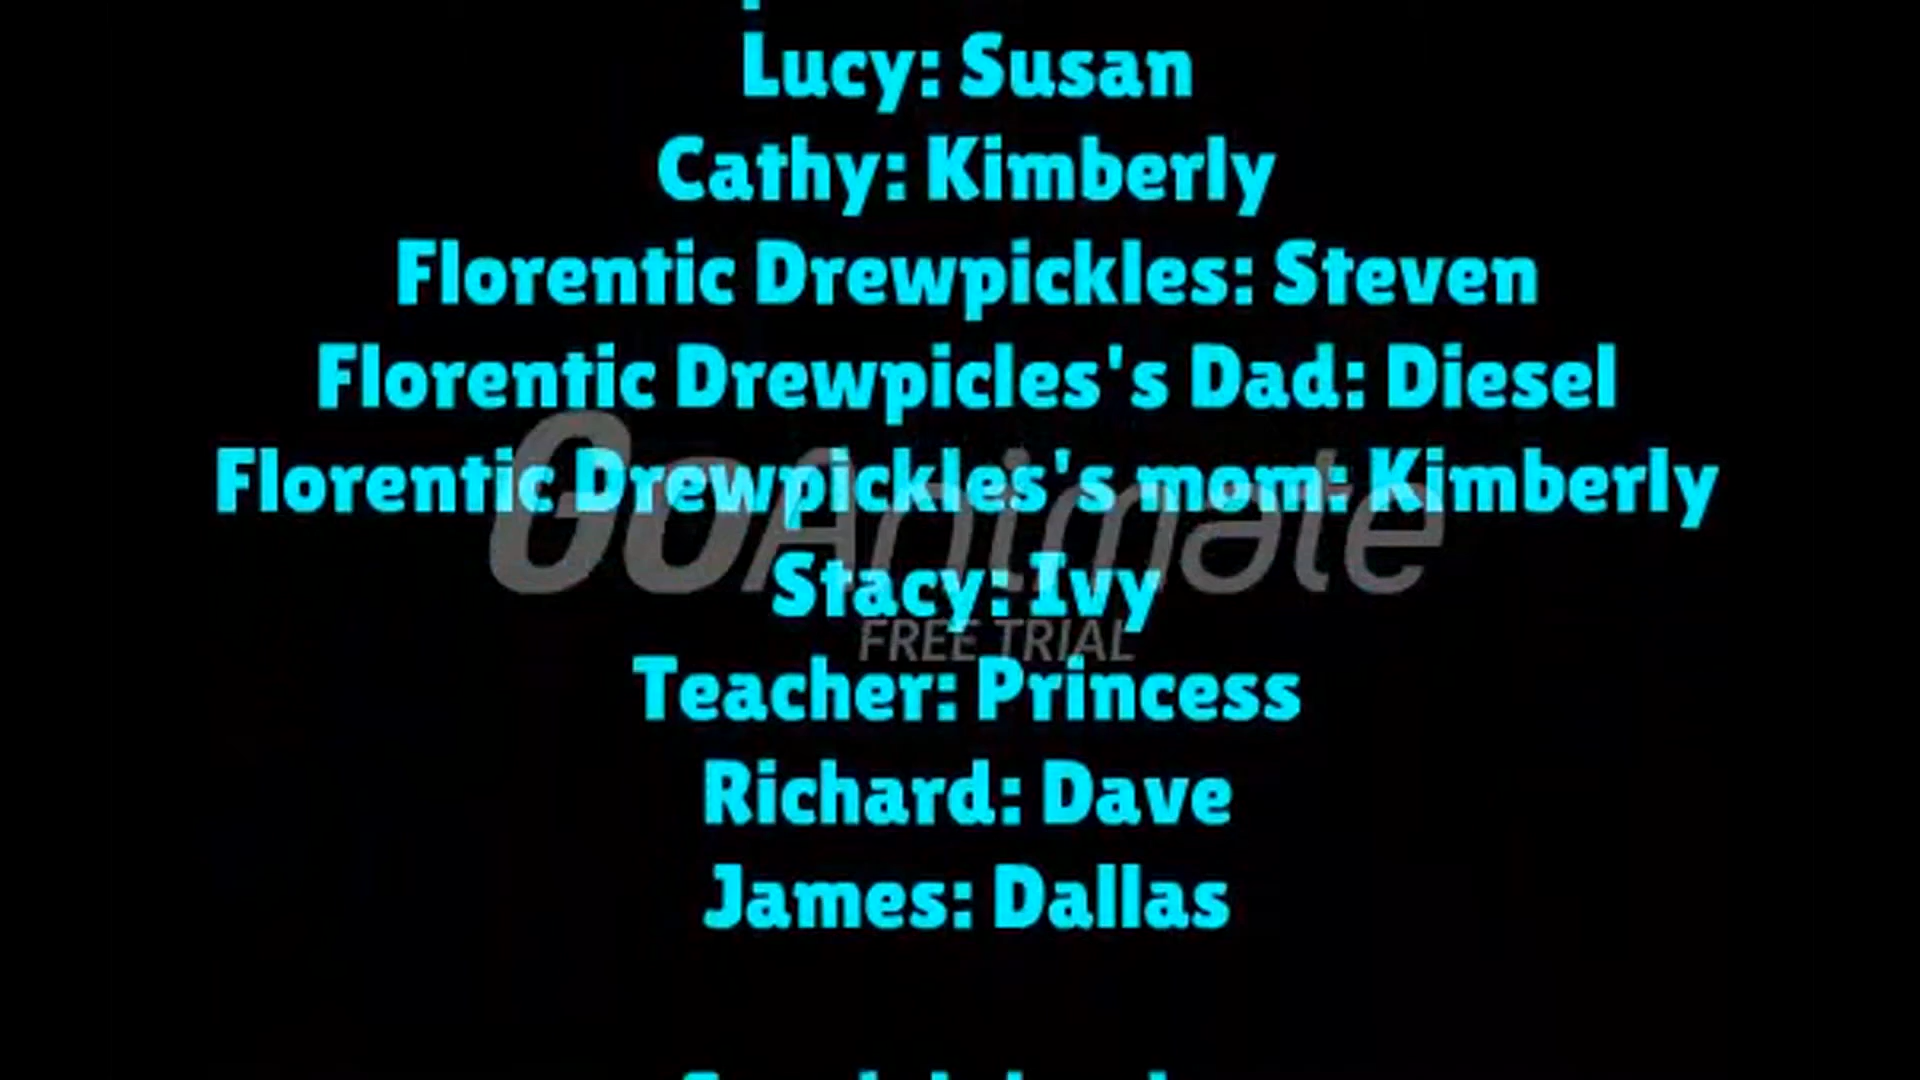 Lucy: Susan
Cathy: Kimberly
Florentic Drewpickles: Steven
Florentic Drewpicles's Dad: Diesel
Florentic Drewpickles's mom: Kimberly
GoAnimate
Stacy: Ivy
FREE TRIAL
Teacher: Princess
Richard: Dave
James: Dallas